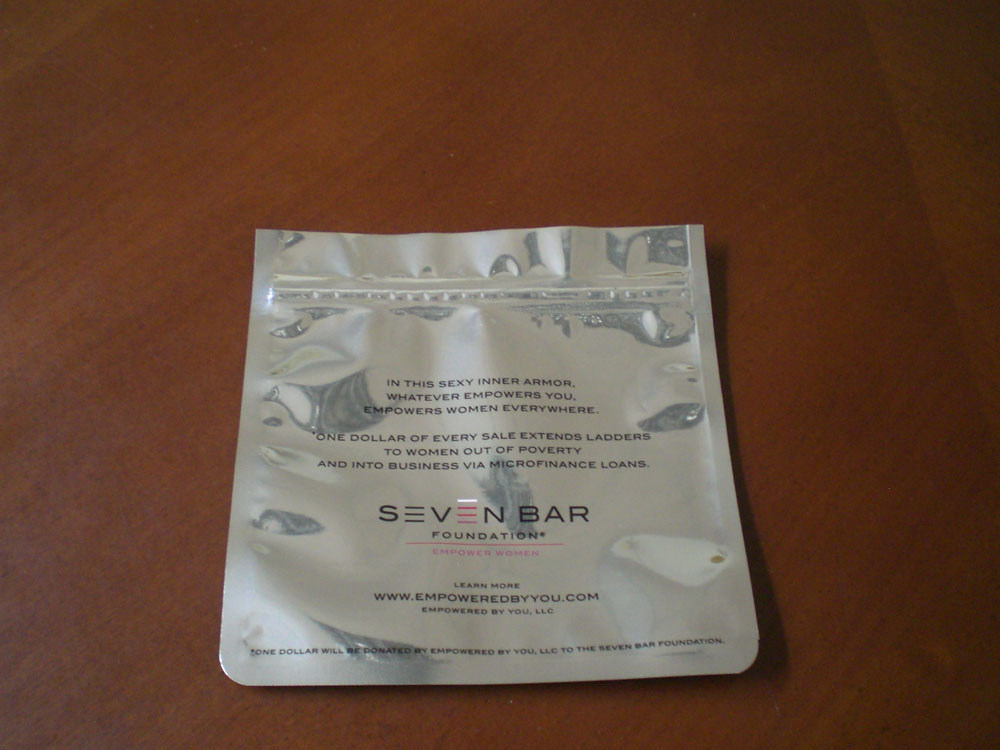 IN THIS SEXY INNER ARMOR,
WHATEVER EMPOWERS YOU,
EMPOWERS WOMEN EVERYWHERE.
*ONE DOLLAR OF EVERY SALE EXTENDS LADDERS
TO WOMEN OUT OF POVERTY
AND INTO BUSINESS VIA MICROFINANCE LOANS.
SEVEN BAR
FOUNDATION®
EMPOWER WOMEN
LEARN MORE
WWW.EMPOWEREDBYYOU.COM
EMPOWERED BY YOU, LLC
*ONE DOLLAR WILL BE DONATED BY EMPOWERED BY YOU, LLC TO THE SEVEN BAR FOUNDATION.